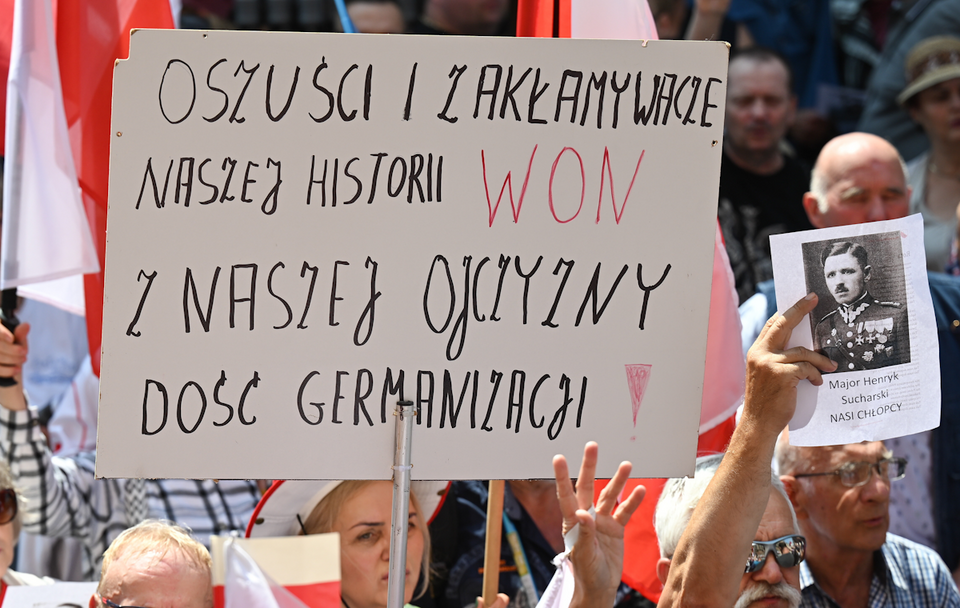 OSZUŚCI I ZAKŁAMYWACZE
NASZEJ HISTORII WON
Z NASZEJ OJCZYZNY
DOŚĆ GERMANIZACJI !
Major Henryk
Sucharski
NASI CHŁOPCY